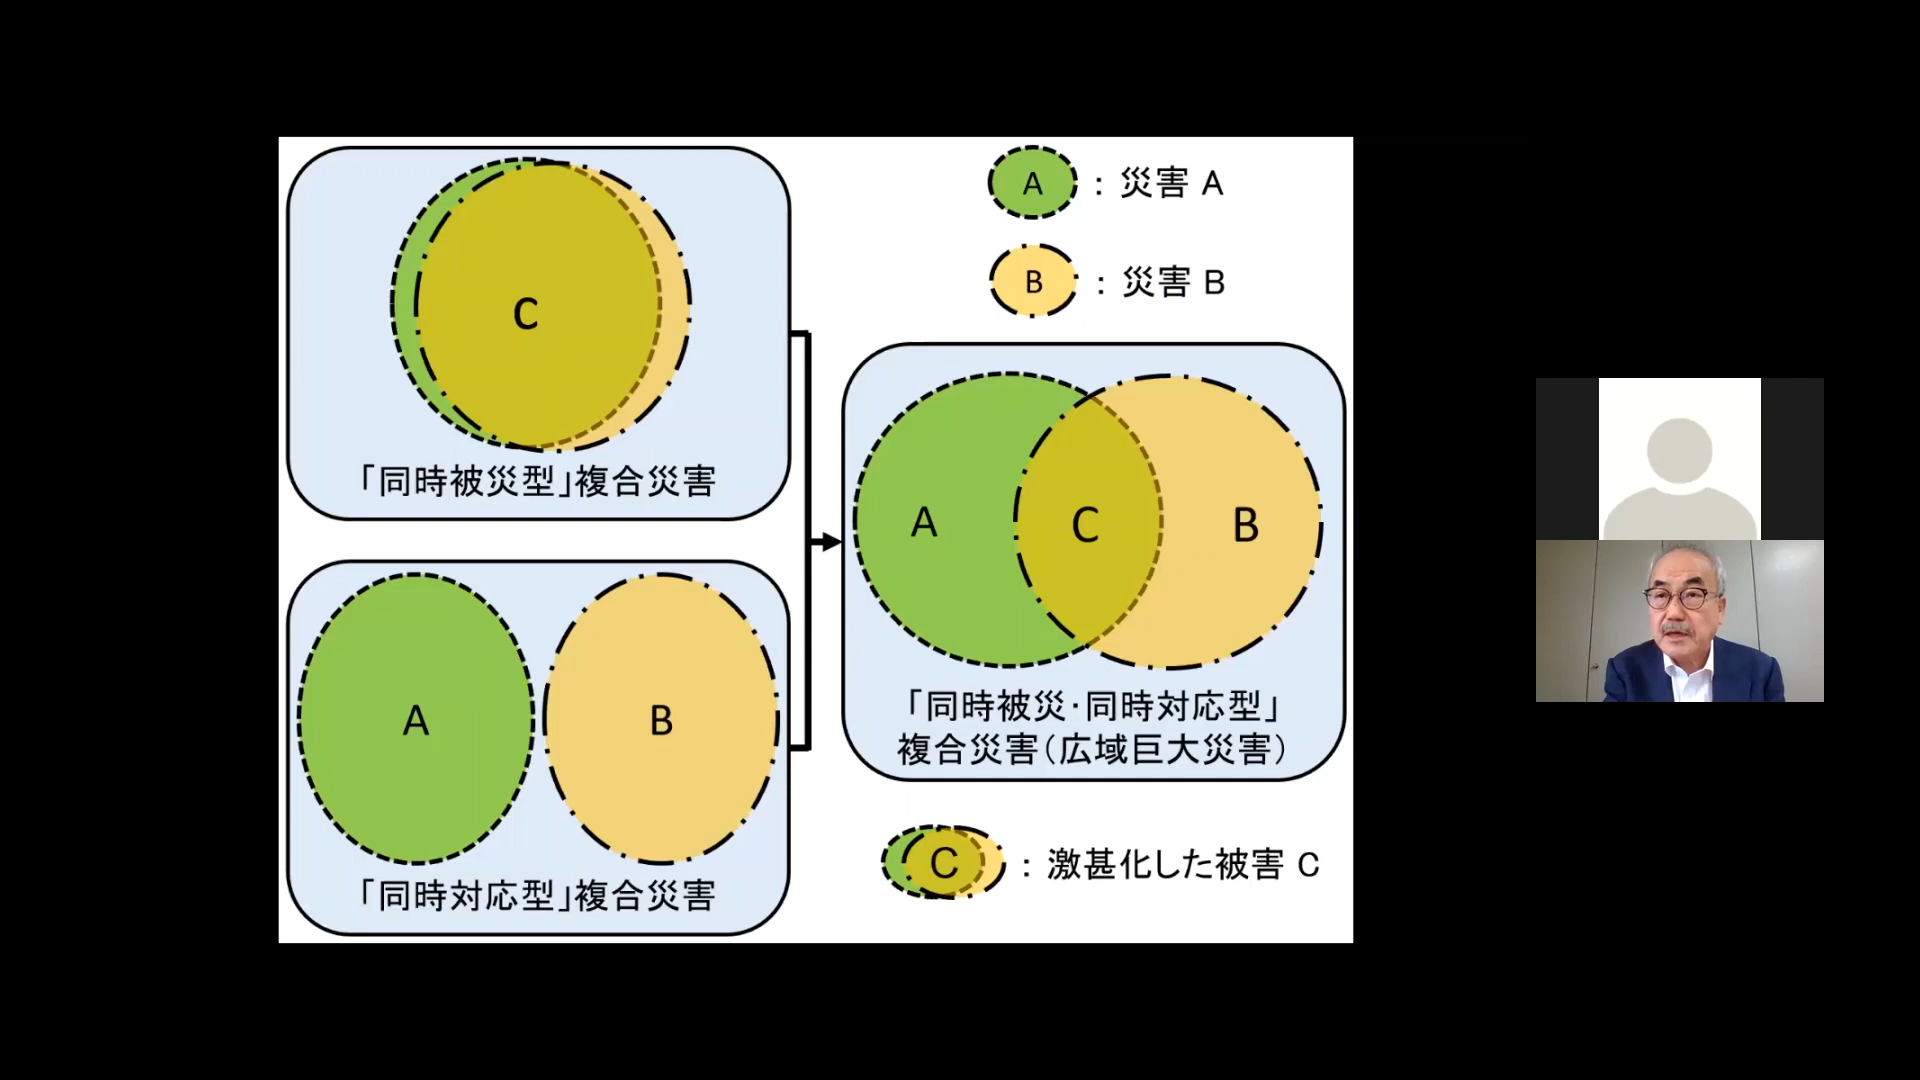 C
「同時被災型」複合災害
A B
「同時対応型」複合災害
A : 災害 A
B : 災害 B
A C B
「同時被災・同時対応型」
複合災害(広域巨大災害)
C : 激甚化した被害 C